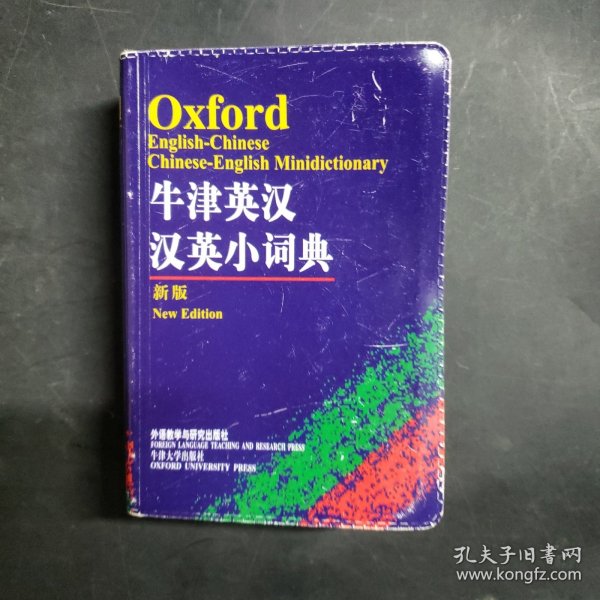 Oxford
English-Chinese
Chinese-English Minidictionary
牛津英汉
汉英小词典
新版
New Edition
外语教学与研究出版社
FOREIGN LANGUAGE TEACHING AND RESEARCH PRESS
牛津大学出版社
OXFORD UNIVERSITY PRESS
孔夫子旧书网
www.kongfz.com